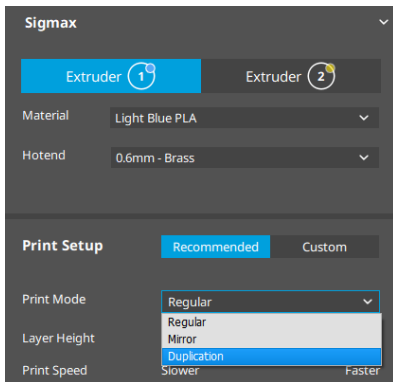 Sigmax
Extruder 1 Extruder 2
Material Light Blue PLA
Hotend 0.6mm - Brass
Print Setup Recommended Custom
Print Mode Regular
Regular
Layer Height Mirror
Duplication
Print Speed Slower Faster